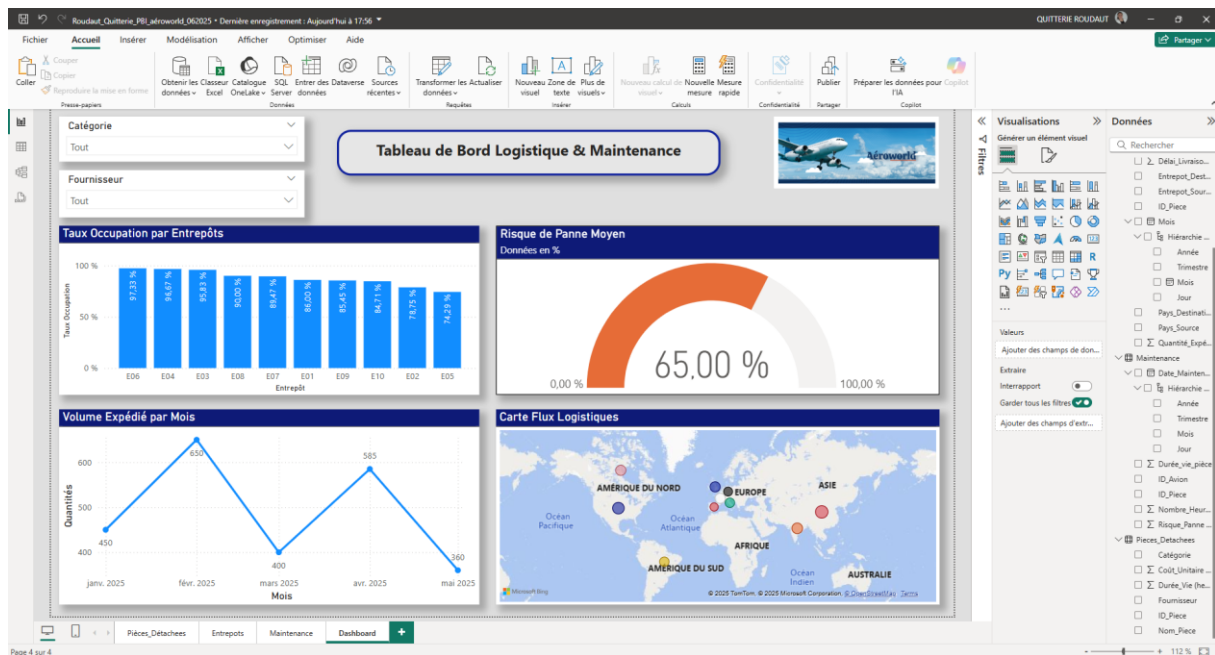 Roudaut_Quitterie_PBI_aéroworld_062025 • Dernière enregistrement : Aujourd'hui à 17:56
QUITTERIE ROUDAUT
Fichier Accueil Insérer Modélisation Afficher Optimiser Aide
Partager
Coller
Couper
Copier
Reproduire la mise en forme
Presse-papiers
Obtenir les données
Classeur Excel
Catalogue OneLake
SQL Server
Entrer des données
Dataverse
Sources récentes
Données
Transformer les données
Actualiser
Requêtes
Nouveau visuel
Zone de texte
Plus de visuels
Insérer
Nouveau calcul de visuel
Nouvelle mesure
Mesure rapide
Calculs
Confidentialité
Confidentialité
Publier
Partager
Préparer les données pour l'IA
Copilot
Copilot
Catégorie
Tout
Fournisseur
Tout
Tableau de Bord Logistique & Maintenance
Aéroworld
Taux Occupation par Entrepôts
Taux Occupation
100 %
50 %
0 %
97,33 % 96,67 % 95,83 % 90,00 % 89,47 % 86,00 % 85,45 % 84,71 % 78,75 % 74,29 %
E06 E04 E03 E08 E07 E01 E09 E10 E02 E05
Entrepôt
Risque de Panne Moyen
Données en %
65,00 %
0,00 %
100,00 %
Volume Expédié par Mois
Quantités
600
500
400
450
650
400
585
360
janv. 2025 févr. 2025 mars 2025 avr. 2025 mai 2025
Mois
Carte Flux Logistiques
AMÉRIQUE DU NORD
EUROPE
ASIE
Océan Pacifique
Océan Atlantique
AFRIQUE
AMÉRIQUE DU SUD
Océan Indien
AUSTRALIE
Microsoft Bing
© 2025 TomTom, © 2025 Microsoft Corporation, © OpenStreetMap Terms
Filtres
Visualisations
Générer un élément visuel
R
Py
123
...
Valeurs
Ajouter des champs de don...
Extraire
Interrapport
Garder tous les filtres
Ajouter des champs d'extr...
Données
Rechercher
Délai_Livraiso...
Entrepot_Dest...
Entrepot_Sour...
ID_Piece
Mois
Hiérarchie ...
Année
Trimestre
Mois
Jour
Pays_Destinati...
Pays_Source
Quantité_Expé...
Maintenance
Date_Mainten...
Hiérarchie ...
Année
Trimestre
Mois
Jour
Durée_vie_pièce
ID_Avion
ID_Piece
Nombre_Heur...
Risque_Panne ...
Pieces_Detachees
Catégorie
Coût_Unitaire ...
Durée_Vie (he...
Fournisseur
ID_Piece
Nom_Piece
Pièces_Détachees Entrepots Maintenance Dashboard +
Page 4 sur 4
112 %